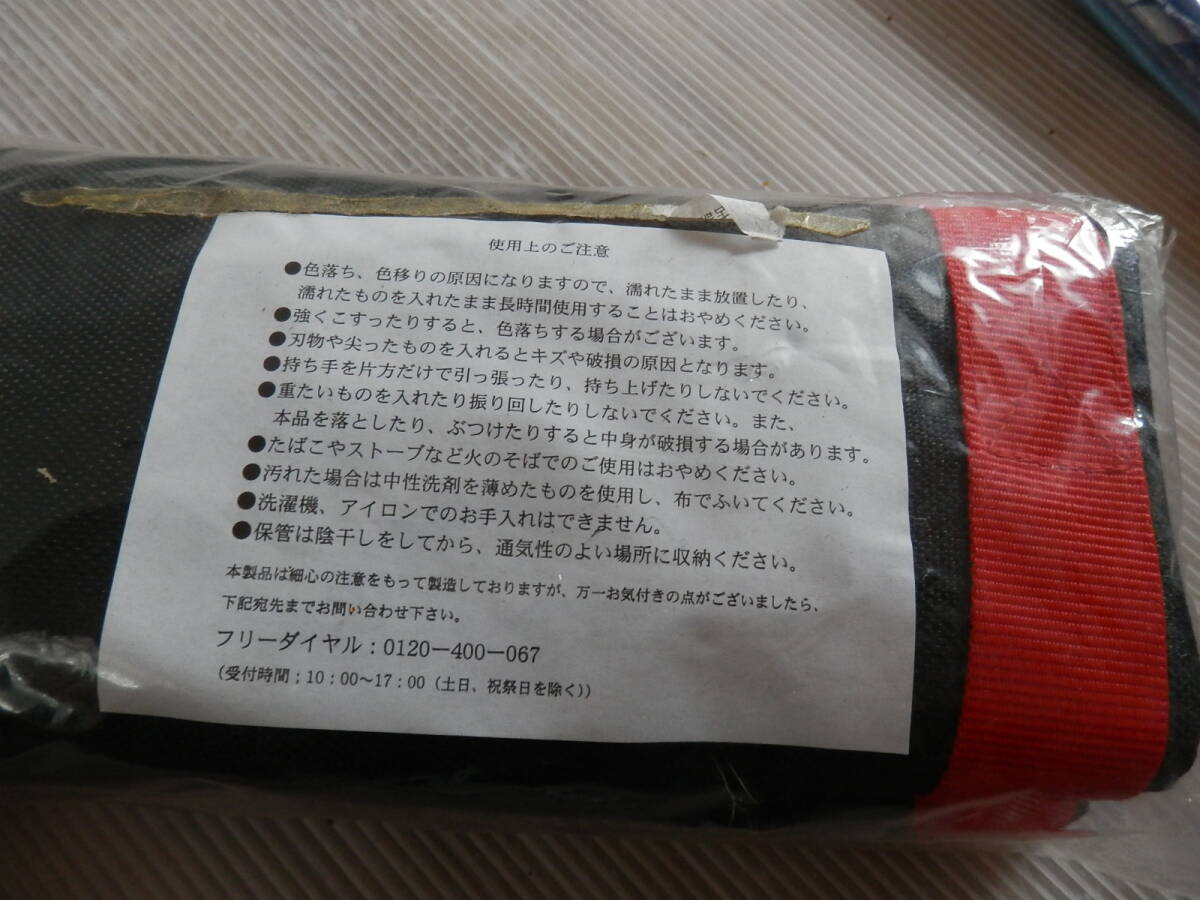 使用上のご注意
●色落ち、色移りの原因になりますので、濡れたまま放置したり、
濡れたものを入れたまま長時間使用することはおやめください。
●強くこすったりすると、色落ちする場合がございます。
●刃物や尖ったものを入れるとキズや破損の原因となります。
●持ち手を片方だけで引っ張ったり、持ち上げたりしないでください。
●重たいものを入れたり振り回したりしないでください。また、
本品を落としたり、ぶつけたりすると中身が破損する場合があります。
●たばこやストーブなど火のそばでのご使用はおやめください。
●汚れた場合は中性洗剤を薄めたものを使用し、布でふいてください。
●洗濯機、アイロンでのお手入れはできません。
●保管は陰干しをしてから、通気性のよい場所に収納ください。
本製品は細心の注意をもって製造しておりますが、万一お気付きの点がございましたら、
下記宛先までお問い合わせ下さい。
フリーダイヤル：0120－400－067
（受付時間；10：00～17：00（土日、祝祭日を除く））